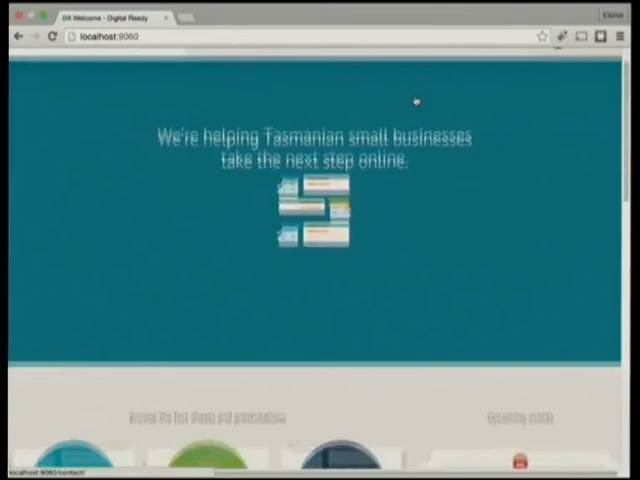 DR Welcome - Digital Ready
Eloise
localhost:9060
We're helping Tasmanian small businesses
take the next step online.
Browse the fact sheets and presentations
Upcoming events
localhost:9060/contact/